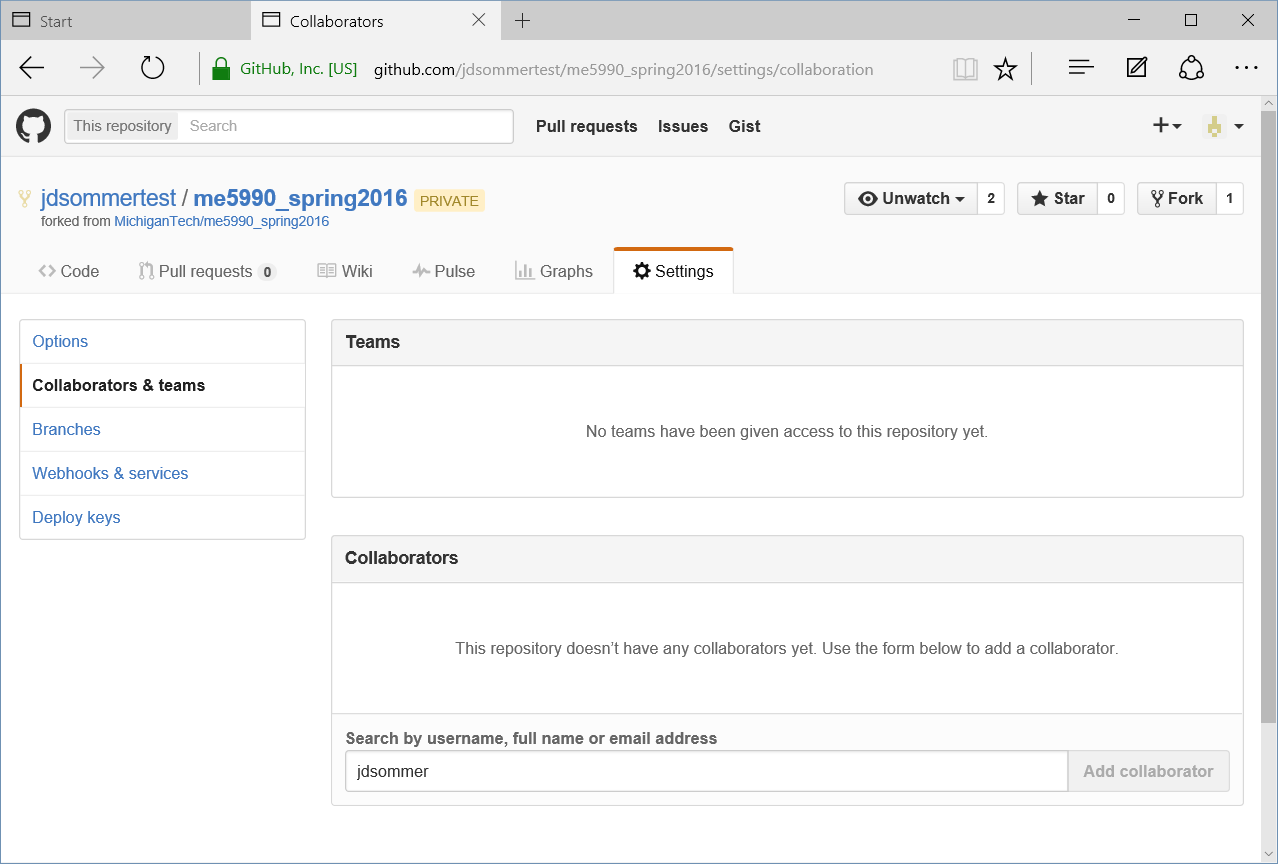 Start
Collaborators
GitHub, Inc. [US] github.com/jdsommertest/me5990_spring2016/settings/collaboration
This repository Search Pull requests Issues Gist
jdsommertest / me5990_spring2016 PRIVATE
forked from MichiganTech/me5990_spring2016
Unwatch 2 Star 0 Fork 1
Code Pull requests 0 Wiki Pulse Graphs Settings
Options
Collaborators & teams
Branches
Webhooks & services
Deploy keys
Teams
No teams have been given access to this repository yet.
Collaborators
This repository doesn't have any collaborators yet. Use the form below to add a collaborator.
Search by username, full name or email address
jdsommer Add collaborator